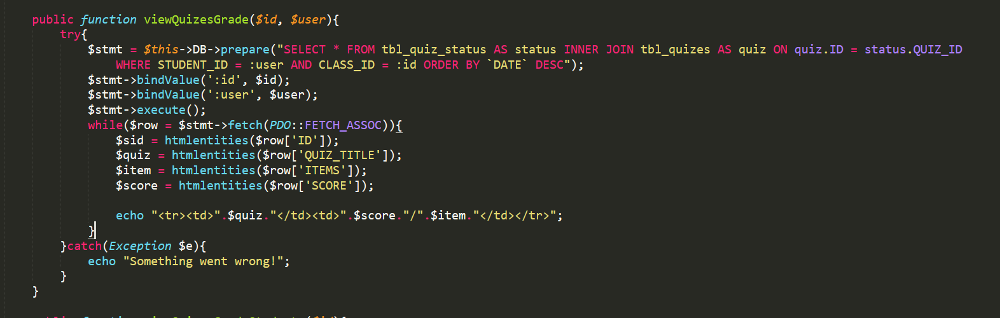 public function viewQuizesGrade($id, $user){
try{
$stmt = $this->DB->prepare("SELECT * FROM tbl_quiz_status AS status INNER JOIN tbl_quizes AS quiz ON quiz.ID = status.QUIZ_ID
WHERE STUDENT_ID = :user AND CLASS_ID = :id ORDER BY `DATE` DESC");
$stmt->bindValue(':id', $id);
$stmt->bindValue(':user', $user);
$stmt->execute();
while($row = $stmt->fetch(PDO::FETCH_ASSOC)){
$sid = htmlentities($row['ID']);
$quiz = htmlentities($row['QUIZ_TITLE']);
$item = htmlentities($row['ITEMS']);
$score = htmlentities($row['SCORE']);
echo "<tr><td>".$quiz."</td><td>".$score."/".$item."</td></tr>";
}
}catch(Exception $e){
echo "Something went wrong!";
}
}